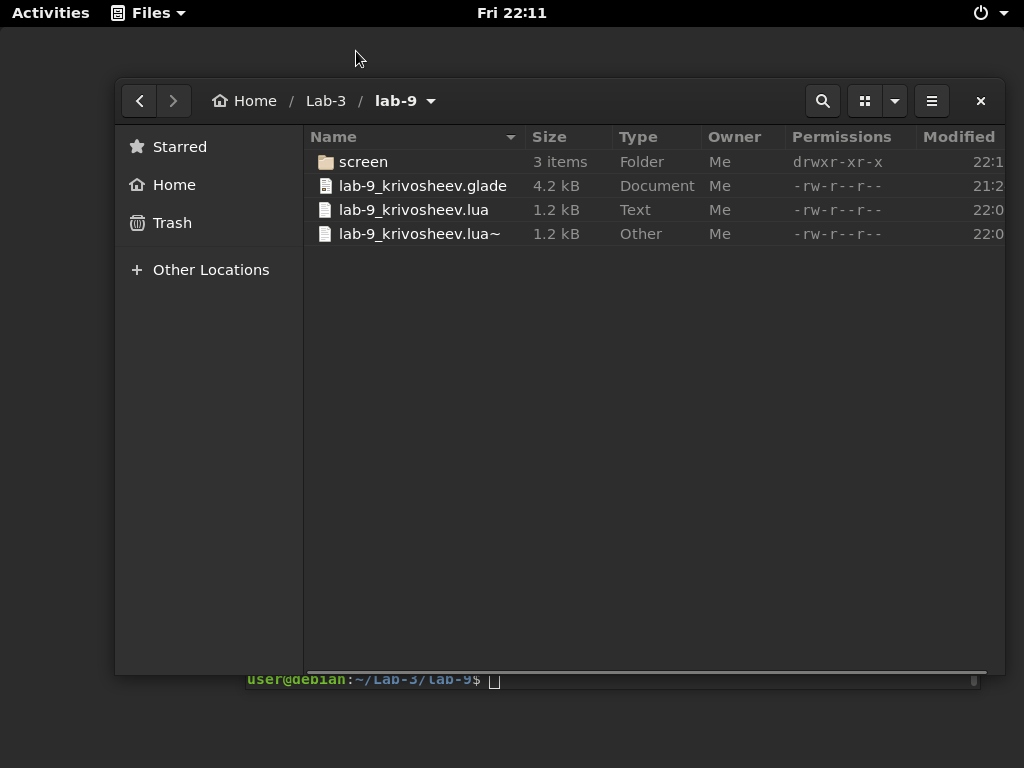 Activities Files Fri 22:11
Home / Lab-3 / lab-9
Name Size Type Owner Permissions Modified
Starred
Home
Trash
Other Locations
screen 3 items Folder Me drwxr-xr-x 22:1
lab-9_krivosheev.glade 4.2 kB Document Me -rw-r--r-- 21:2
lab-9_krivosheev.lua 1.2 kB Text Me -rw-r--r-- 22:0
lab-9_krivosheev.lua~ 1.2 kB Other Me -rw-r--r-- 22:0
user@debian:~/Lab-3/lab-9$